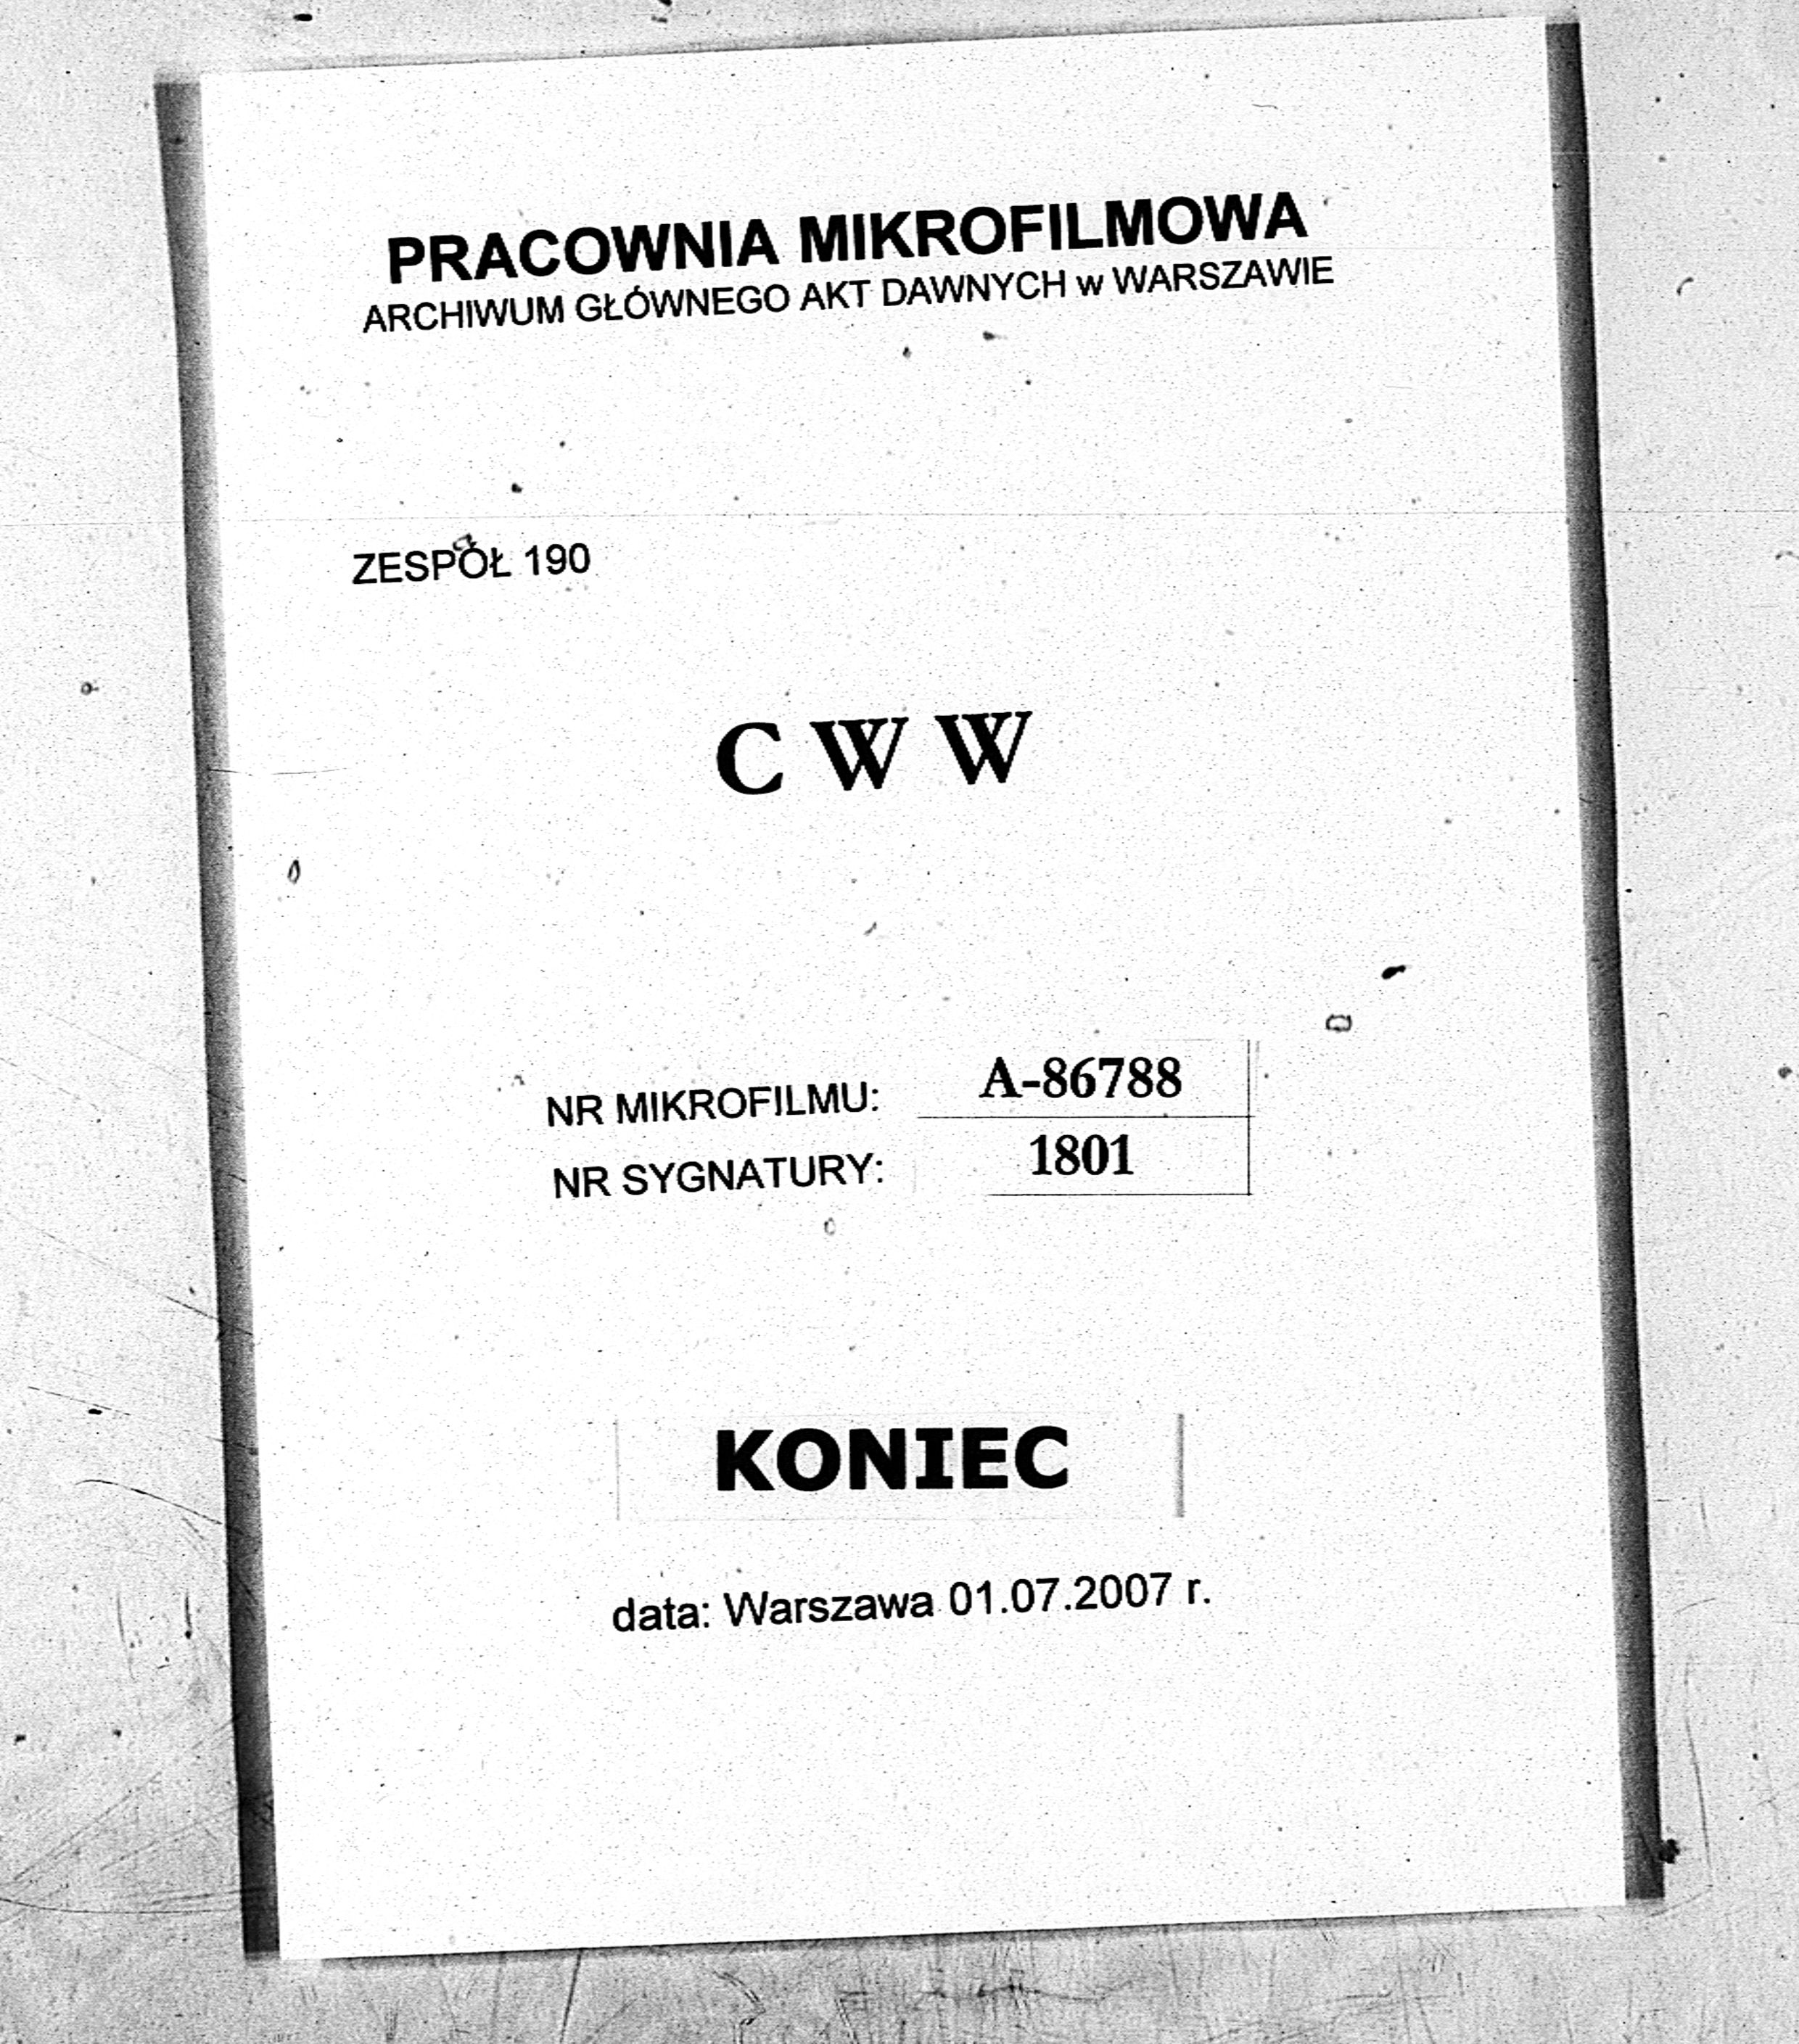 PRACOWNIA MIKROFILMOWA
ARCHIWUM GŁÓWNEGO AKT DAWNYCH w WARSZAWIE
ZESPÓŁ 190
C W W
NR MIKROFILMU: A-86788
NR SYGNATURY: 1801
KONIEC
data: Warszawa 01.07.2007 r.